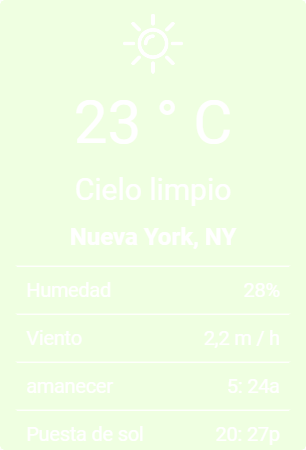 23 ° C
Cielo limpio
Nueva York, NY
Humedad 28%
Viento 2,2 m / h
amanecer 5: 24a
Puesta de sol 20: 27p